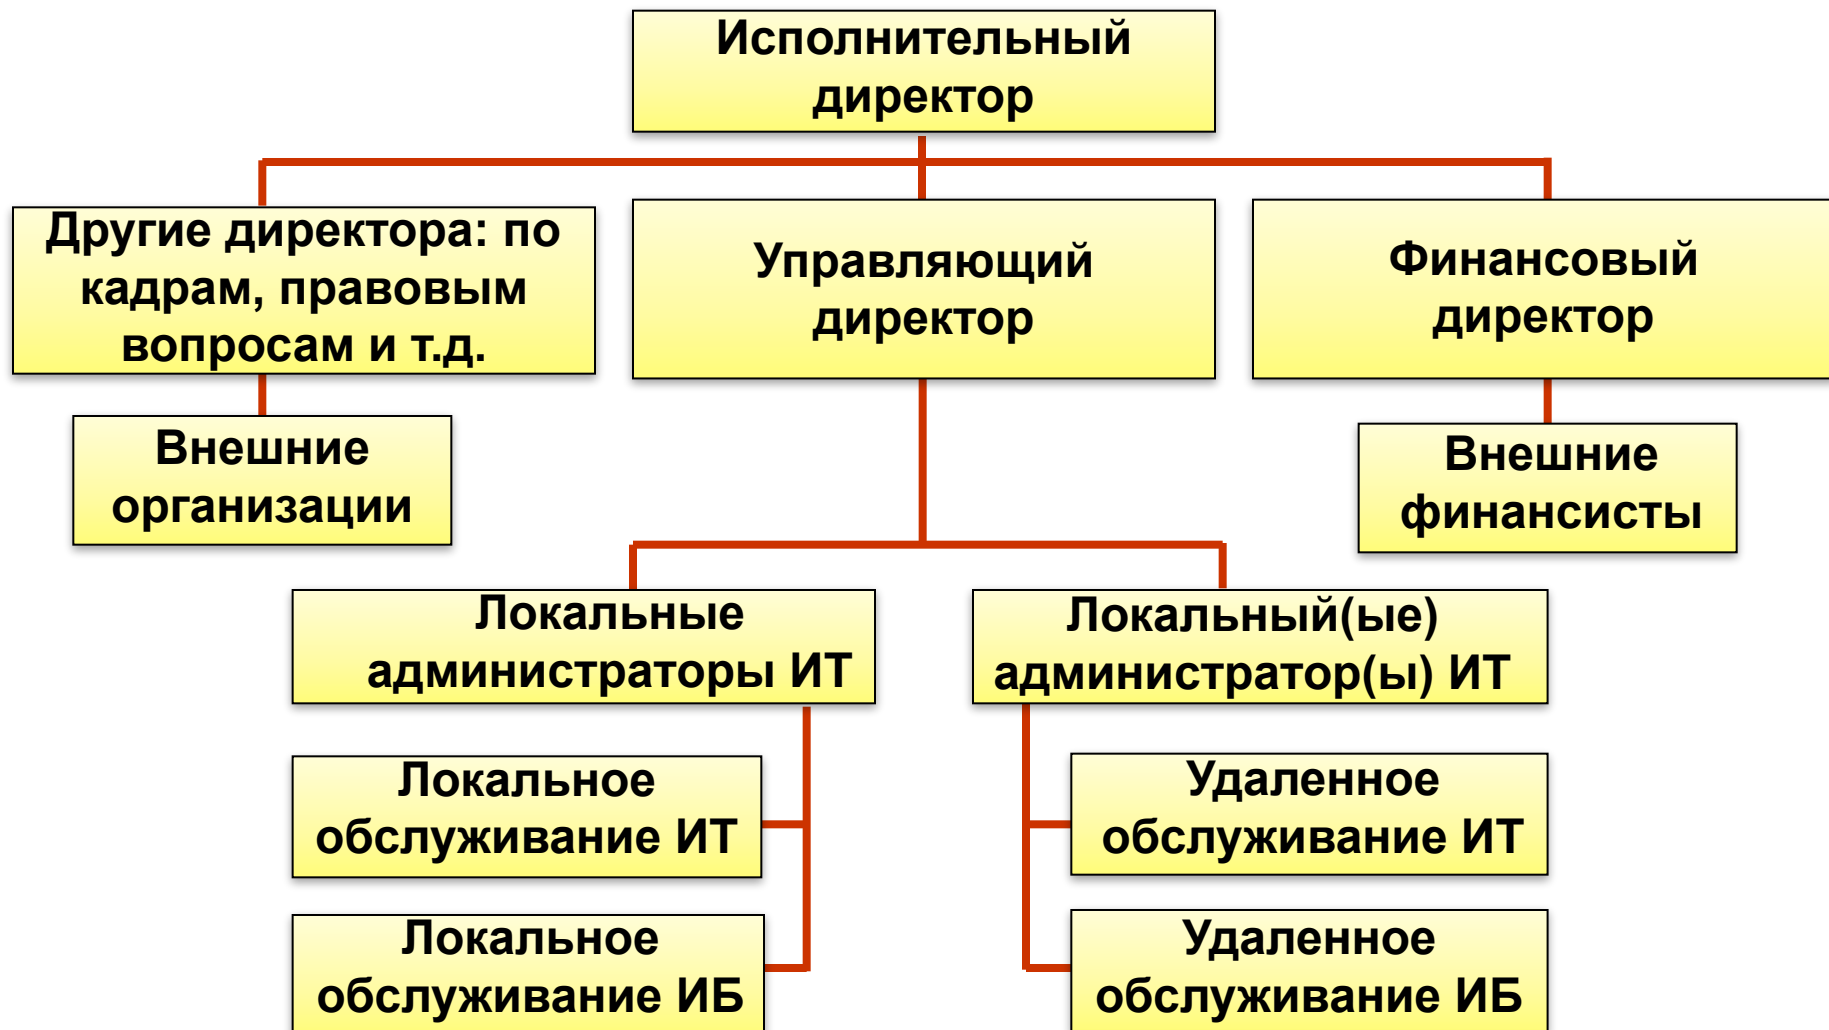 Исполнительный
директор
Другие директора: по
кадрам, правовым
вопросам и т.д.
Управляющий
директор
Финансовый
директор
Внешние
организации
Внешние
финансисты
Локальные
администраторы ИТ
Локальный(ые)
администратор(ы) ИТ
Локальное
обслуживание ИТ
Удаленное
обслуживание ИТ
Локальное
обслуживание ИБ
Удаленное
обслуживание ИБ